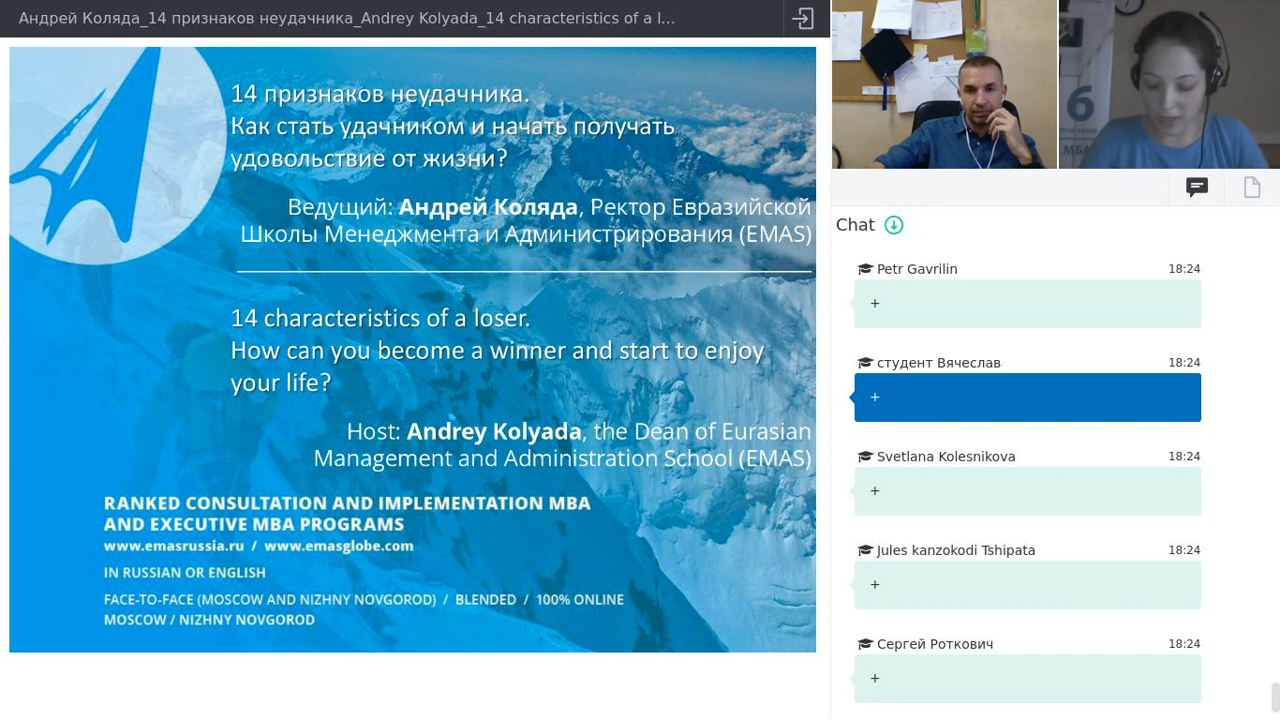 Андрей Коляда_14 признаков неудачника_Andrey Kolyada_14 characteristics of a l...
14 признаков неудачника.
Как стать удачником и начать получать
удовольствие от жизни?
Ведущий: Андрей Коляда, Ректор Евразийской
Школы Менеджмента и Администрирования (EMAS)
14 characteristics of a loser.
How can you become a winner and start to enjoy
your life?
Host: Andrey Kolyada, the Dean of Eurasian
Management and Administration School (EMAS)
RANKED CONSULTATION AND IMPLEMENTATION MBA
AND EXECUTIVE MBA PROGRAMS
www.emasrussia.ru / www.emasglobe.com
IN RUSSIAN OR ENGLISH
FACE-TO-FACE (MOSCOW AND NIZHNY NOVGOROD) / BLENDED / 100% ONLINE
MOSCOW / NIZHNY NOVGOROD
6
Chat
Petr Gavrilin 18:24
+
студент Вячеслав 18:24
+
Svetlana Kolesnikova 18:24
+
Jules kanzokodi Tshipata 18:24
+
Сергей Роткович 18:24
+